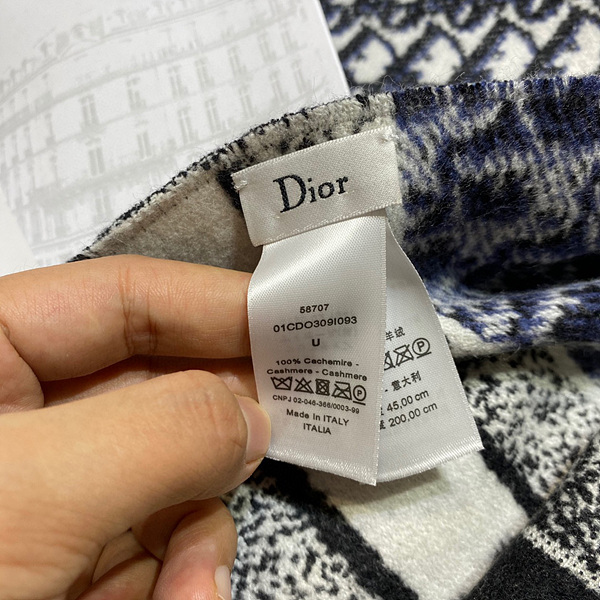 Dior
58707
01CDO309I093
U
100% Cachemire -
Cashmere - Cashmere
CNPJ 02-046-366/0003-99
Made in ITALY
ITALIA
羊绒
- 意大利
45,00 cm
200,00 cm